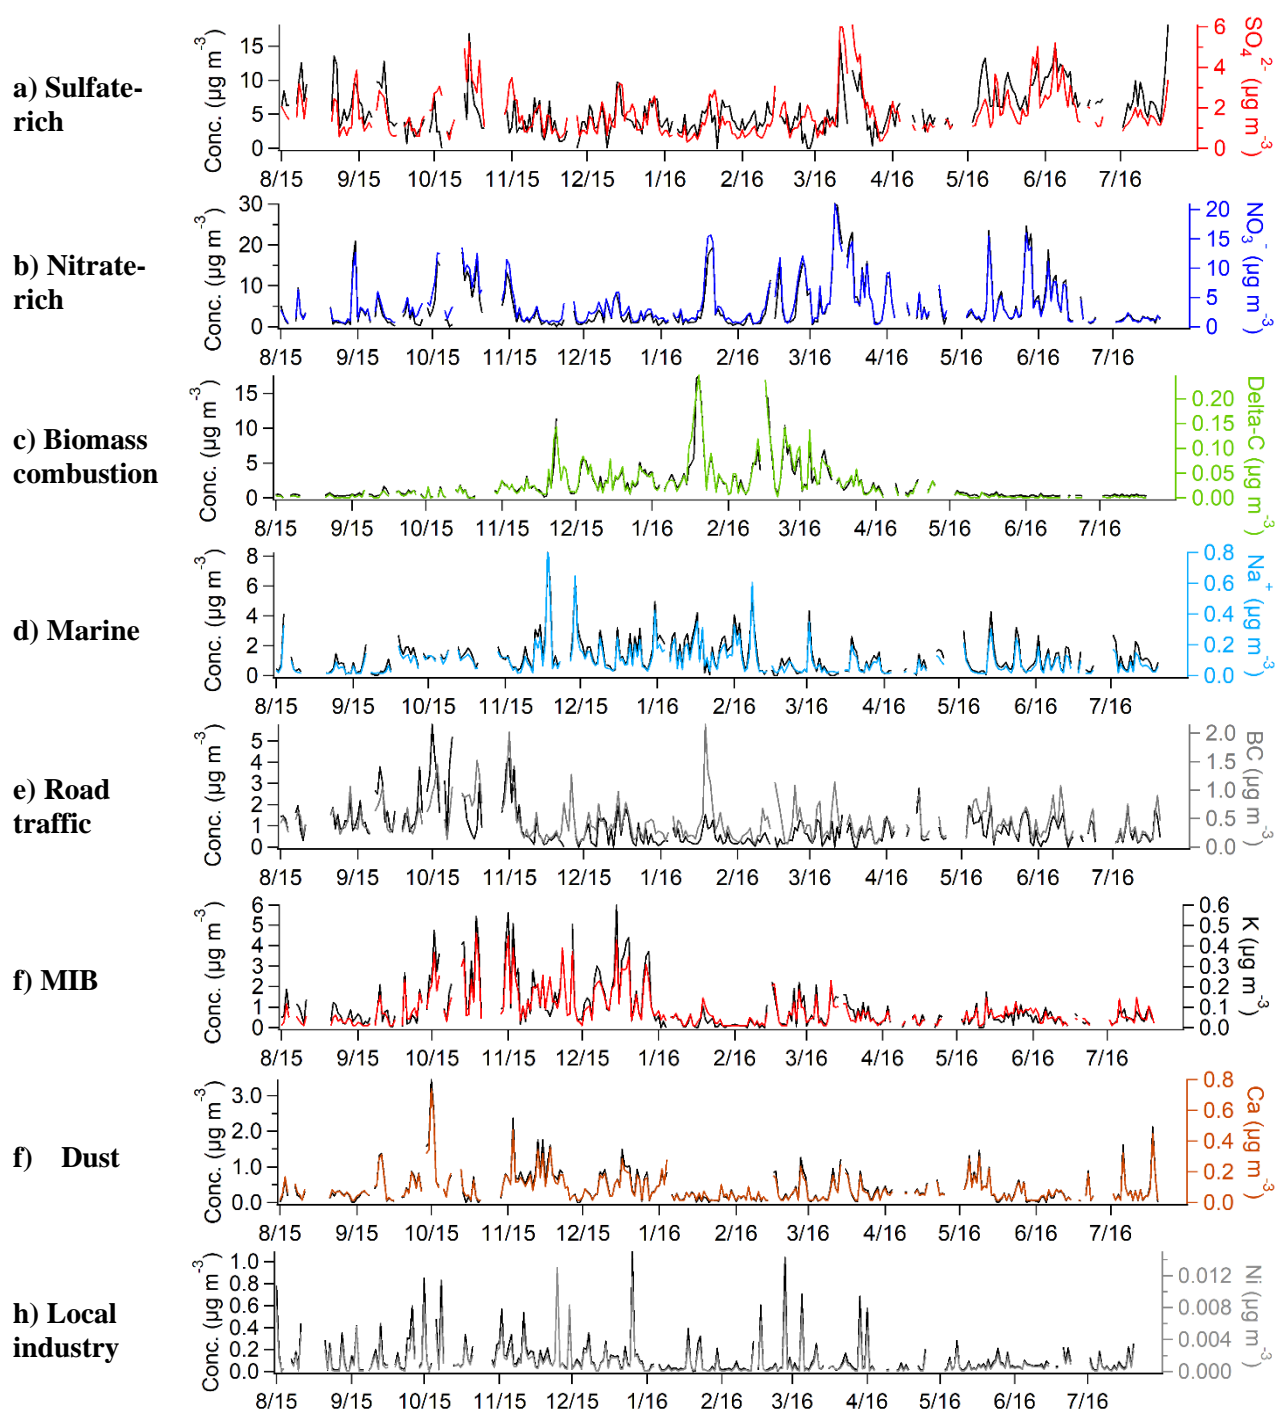 a) Sulfate-
rich
Conc. (µg m⁻³)
15
10
5
0
6
4
2
0
SO₄²⁻ (µg m⁻³)
8/15 9/15 10/15 11/15 12/15 1/16 2/16 3/16 4/16 5/16 6/16 7/16
b) Nitrate-
rich
Conc. (µg m⁻³)
30
20
10
0
20
15
10
5
0
NO₃⁻ (µg m⁻³)
8/15 9/15 10/15 11/15 12/15 1/16 2/16 3/16 4/16 5/16 6/16 7/16
c) Biomass
combustion
Conc. (µg m⁻³)
15
10
5
0
0.20
0.15
0.10
0.05
0.00
Delta-C (µg m⁻³)
8/15 9/15 10/15 11/15 12/15 1/16 2/16 3/16 4/16 5/16 6/16 7/16
d) Marine
Conc. (µg m⁻³)
8
6
4
2
0
0.8
0.6
0.4
0.2
0.0
Na⁺ (µg m⁻³)
8/15 9/15 10/15 11/15 12/15 1/16 2/16 3/16 4/16 5/16 6/16 7/16
e) Road
traffic
Conc. (µg m⁻³)
5
4
3
2
1
0
2.0
1.5
1.0
0.5
0.0
BC (µg m⁻³)
8/15 9/15 10/15 11/15 12/15 1/16 2/16 3/16 4/16 5/16 6/16 7/16
f) MIB
Conc. (µg m⁻³)
6
5
4
3
2
1
0
0.6
0.5
0.4
0.3
0.2
0.1
0.0
K (µg m⁻³)
8/15 9/15 10/15 11/15 12/15 1/16 2/16 3/16 4/16 5/16 6/16 7/16
f) Dust
Conc. (µg m⁻³)
3.0
2.0
1.0
0.0
0.8
0.6
0.4
0.2
0.0
Ca (µg m⁻³)
8/15 9/15 10/15 11/15 12/15 1/16 2/16 3/16 4/16 5/16 6/16 7/16
h) Local
industry
Conc. (µg m⁻³)
1.0
0.8
0.6
0.4
0.2
0.0
0.012
0.008
0.004
0.000
Ni (µg m⁻³)
8/15 9/15 10/15 11/15 12/15 1/16 2/16 3/16 4/16 5/16 6/16 7/16